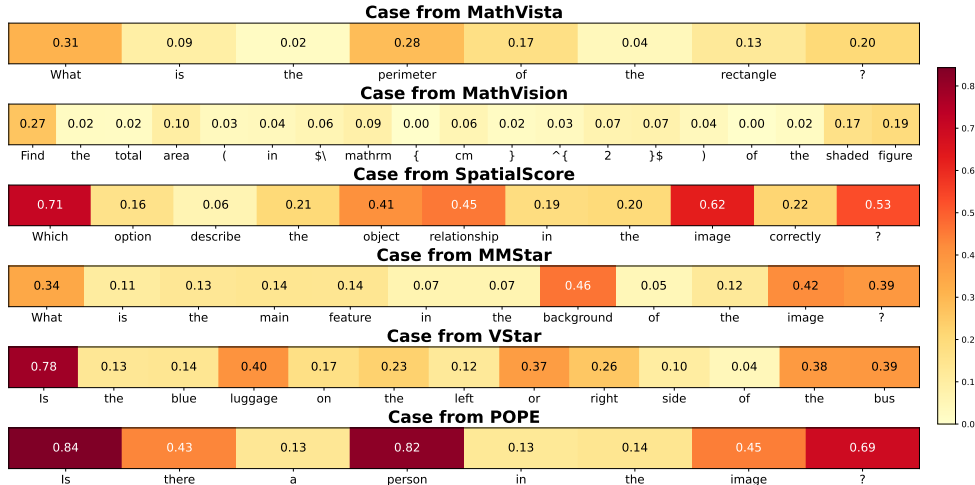 Case from MathVista
0.31 0.09 0.02 0.28 0.17 0.04 0.13 0.20
What is the perimeter of the rectangle ?
Case from MathVision
0.27 0.02 0.02 0.10 0.03 0.04 0.06 0.09 0.00 0.06 0.02 0.03 0.07 0.07 0.04 0.00 0.02 0.17 0.19
Find the total area ( in $\ mathrm { cm } ^{ 2 }$ ) of the shaded figure
Case from SpatialScore
0.71 0.16 0.06 0.21 0.41 0.45 0.19 0.20 0.62 0.22 0.53
Which option describe the object relationship in the image correctly ?
Case from MMStar
0.34 0.11 0.13 0.14 0.14 0.07 0.07 0.46 0.05 0.12 0.42 0.39
What is the main feature in the background of the image ?
Case from VStar
0.78 0.13 0.14 0.40 0.17 0.23 0.12 0.37 0.26 0.10 0.04 0.38 0.39
Is the blue luggage on the left or right side of the bus
Case from POPE
0.84 0.43 0.13 0.82 0.13 0.14 0.45 0.69
Is there a person in the image ?
0.8
0.7
0.6
0.5
0.4
0.3
0.2
0.1
0.0